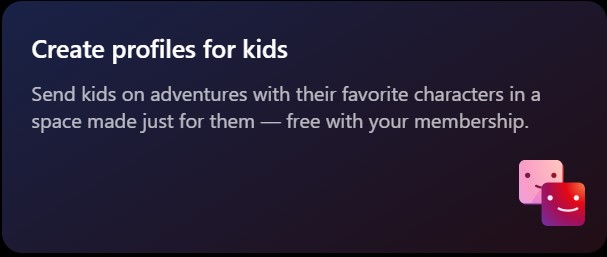 Create profiles for kids
Send kids on adventures with their favorite characters in a
space made just for them — free with your membership.